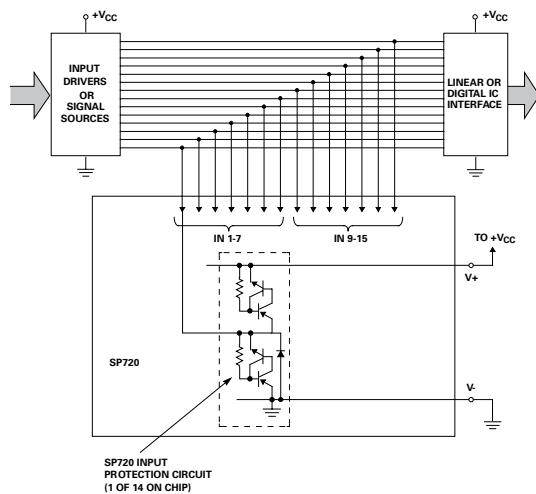 +VCC
+VCC
INPUT
DRIVERS
OR
SIGNAL
SOURCES
LINEAR OR
DIGITAL IC
INTERFACE
IN 1-7
IN 9-15
TO +VCC
V+
SP720
V-
SP720 INPUT
PROTECTION CIRCUIT
(1 OF 14 ON CHIP)